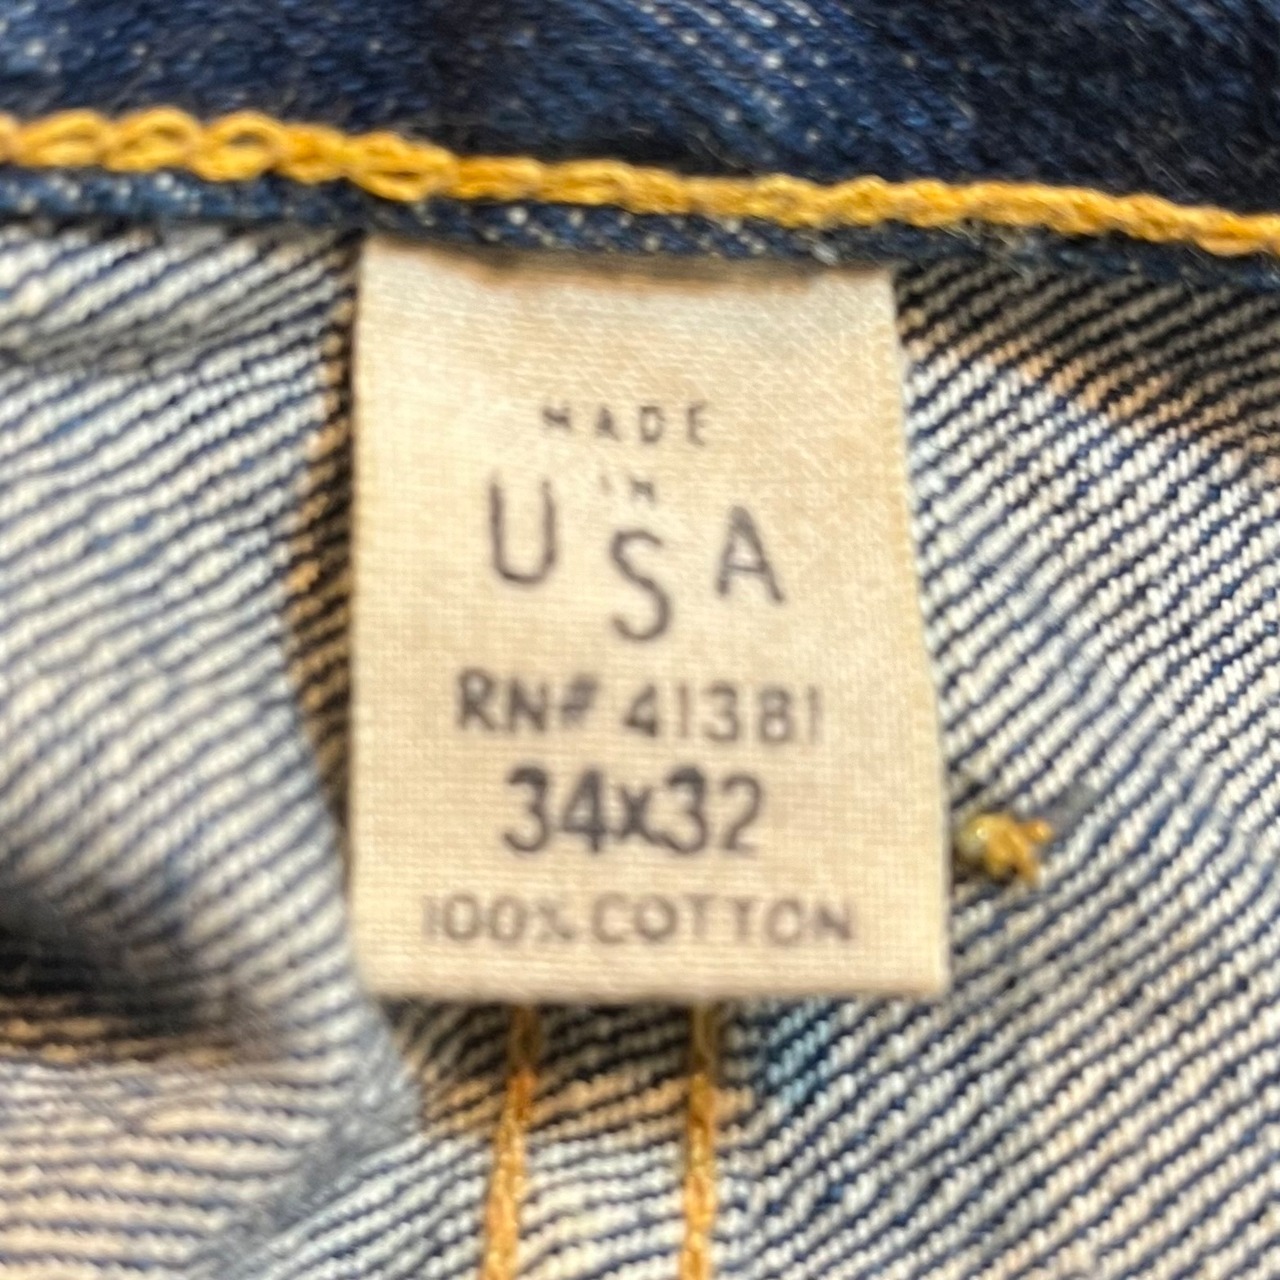 MADE
IN
USA
RN# 41381
34x32
100% COTTON